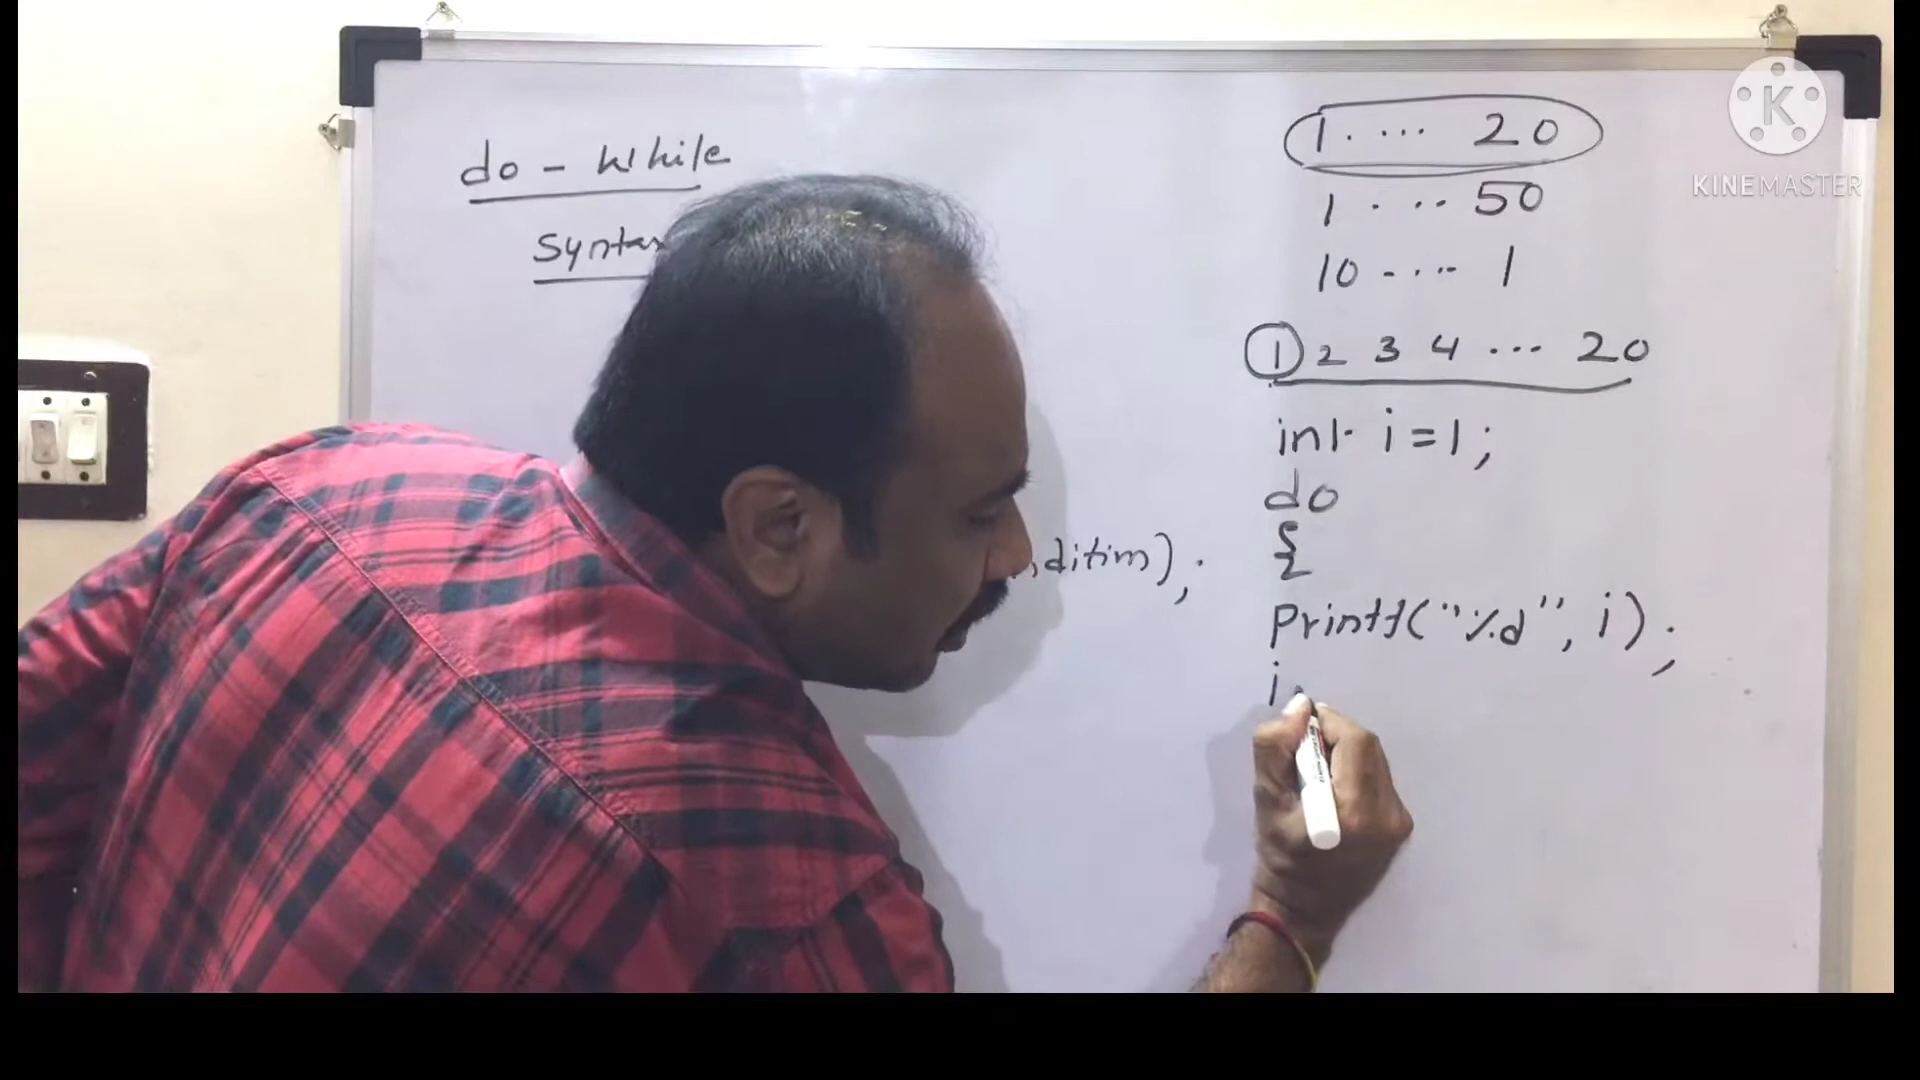 do - while
Syntax
nditim);
1 . ... 20
1 . ... 50
10 - ... 1
1 2 3 4 ... 20
int i = 1;
do
{
printf("%d", i);
i
KINEMASTER